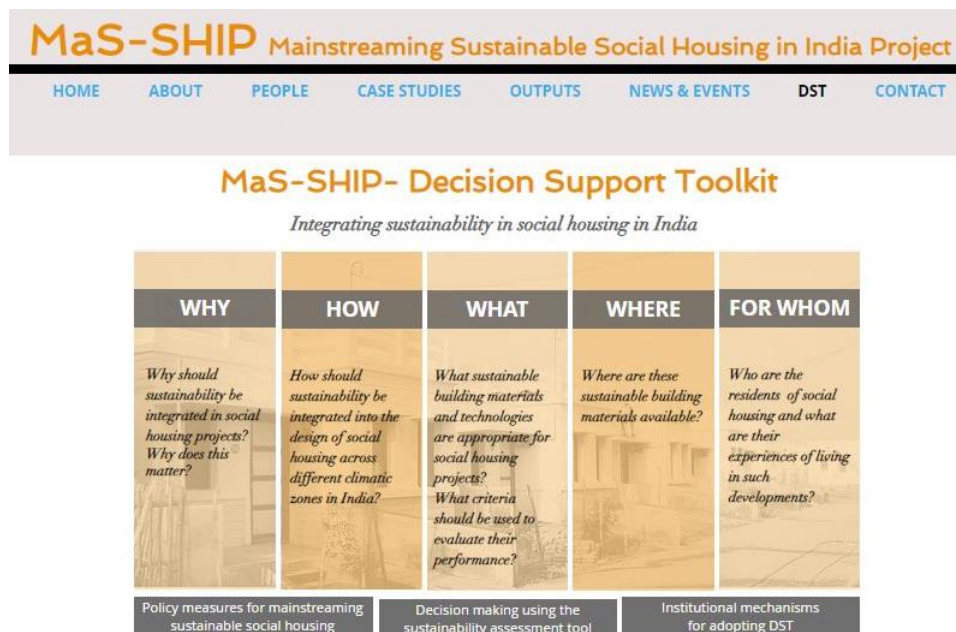 MaS-SHIP Mainstreaming Sustainable Social Housing in India Project
HOME ABOUT PEOPLE CASE STUDIES OUTPUTS NEWS & EVENTS DST CONTACT
MaS-SHIP- Decision Support Toolkit
Integrating sustainability in social housing in India
WHY
Why should
sustainability be
integrated in social
housing projects?
Why does this
matter?
HOW
How should
sustainability be
integrated into the
design of social
housing across
different climatic
zones in India?
WHAT
What sustainable
building materials
and technologies
are appropriate for
social housing
projects?
What criteria
should be used to
evaluate their
performance?
WHERE
Where are these
sustainable building
materials available?
FOR WHOM
Who are the
residents of social
housing and what
are their
experiences of living
in such
developments?
Policy measures for mainstreaming
sustainable social housing
Decision making using the
sustainability assessment tool
Institutional mechanisms
for adopting DST